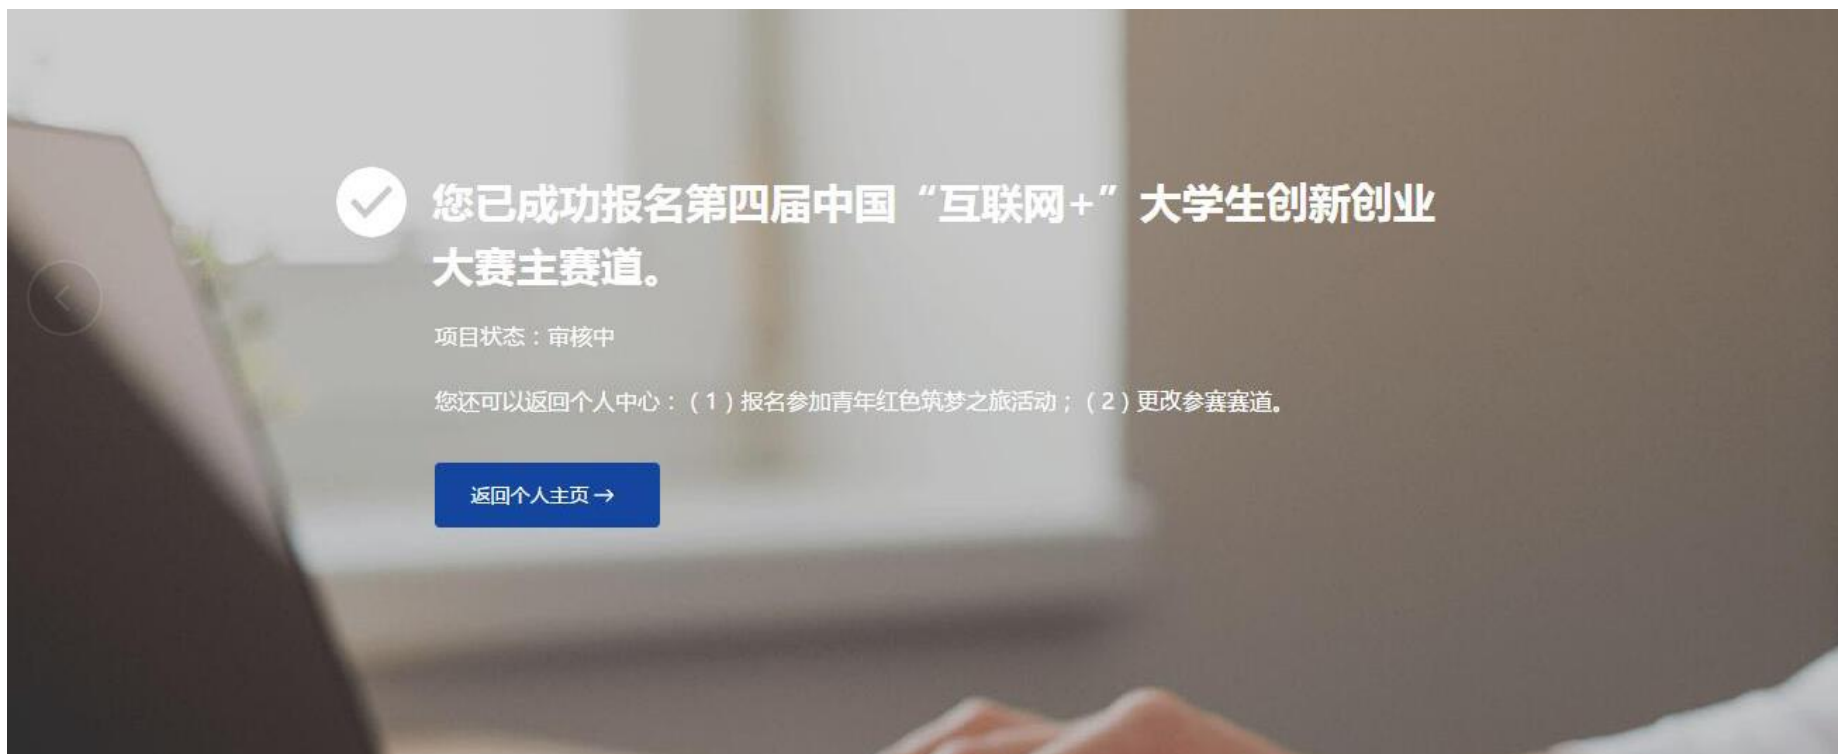 您已成功报名第四届中国“互联网+”大学生创新创业
大赛主赛道。
项目状态：审核中
您还可以返回个人中心：（1）报名参加青年红色筑梦之旅活动；（2）更改参赛赛道。
返回个人主页→